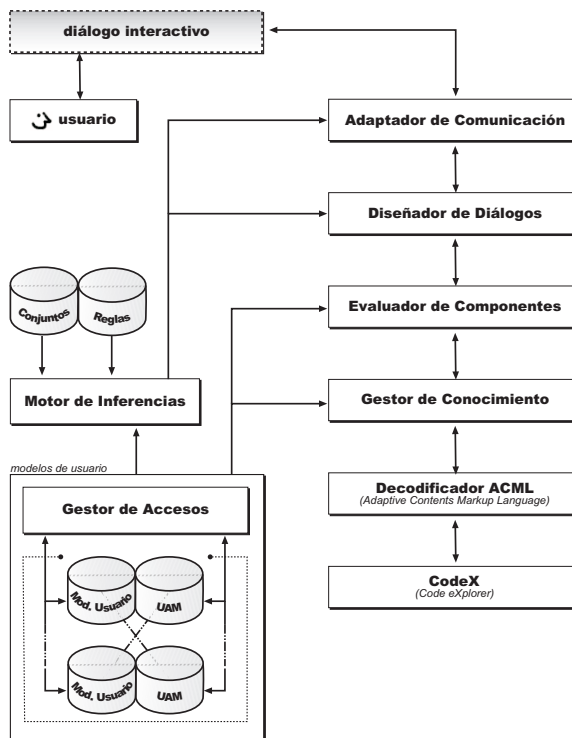 diálogo interactivo
usuario
Adaptador de Comunicación
Diseñador de Diálogos
Conjuntos
Reglas
Evaluador de Componentes
Motor de Inferencias
Gestor de Conocimiento
modelos de usuario
Gestor de Accesos
Decodificador ACML
(Adaptive Contents Markup Language)
Mod. Usuario
UAM
CodeX
(Code eXplorer)
Mod. Usuario
UAM